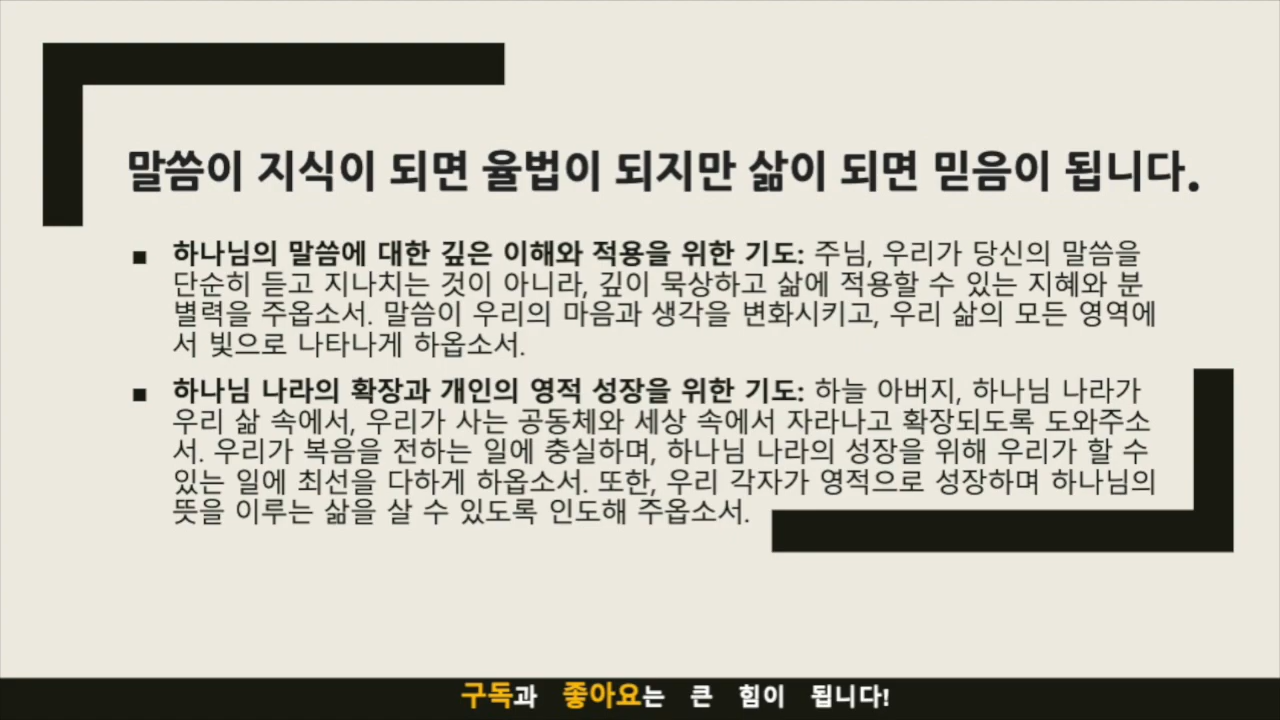 말씀이 지식이 되면 율법이 되지만 삶이 되면 믿음이 됩니다.
■ 하나님의 말씀에 대한 깊은 이해와 적용을 위한 기도: 주님, 우리가 당신의 말씀을
단순히 듣고 지나치는 것이 아니라, 깊이 묵상하고 삶에 적용할 수 있는 지혜와 분
별력을 주옵소서. 말씀이 우리의 마음과 생각을 변화시키고, 우리 삶의 모든 영역에
서 빛으로 나타나게 하옵소서.
■ 하나님 나라의 확장과 개인의 영적 성장을 위한 기도: 하늘 아버지, 하나님 나라가
우리 삶 속에서, 우리가 사는 공동체와 세상 속에서 자라나고 확장되도록 도와주소
서. 우리가 복음을 전하는 일에 충실하며, 하나님 나라의 성장을 위해 우리가 할 수
있는 일에 최선을 다하게 하옵소서. 또한, 우리 각자가 영적으로 성장하며 하나님의
뜻을 이루는 삶을 살 수 있도록 인도해 주옵소서.
구독과 좋아요는 큰 힘이 됩니다!